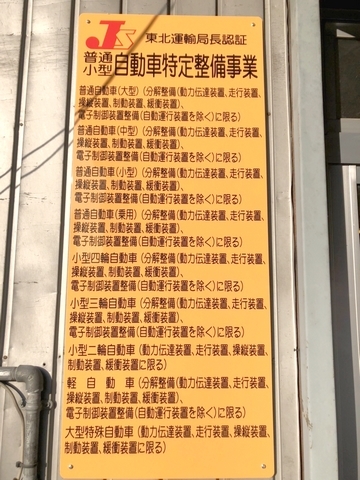 JS 東北運輸局長認証
普通
小型 自動車特定整備事業
普通自動車(大型)(分解整備(動力伝達装置、走行装置、
操縦装置、制動装置、緩衝装置)、
電子制御装置整備(自動運行装置を除く)に限る)
普通自動車(中型)(分解整備(動力伝達装置、走行装置、
操縦装置、制動装置、緩衝装置)、
電子制御装置整備(自動運行装置を除く)に限る)
普通自動車(小型)(分解整備(動力伝達装置、走行装置、
操縦装置、制動装置、緩衝装置)、
電子制御装置整備(自動運行装置を除く)に限る)
普通自動車(乗用)(分解整備(動力伝達装置、走行装置、
操縦装置、制動装置、緩衝装置)、
電子制御装置整備(自動運行装置を除く)に限る)
小型四輪自動車(分解整備(動力伝達装置、走行装置、
操縦装置、制動装置、緩衝装置)、
電子制御装置整備(自動運行装置を除く)に限る)
小型三輪自動車(分解整備(動力伝達装置、走行装置、
操縦装置、制動装置、緩衝装置)、
電子制御装置整備(自動運行装置を除く)に限る)
小型二輪自動車(動力伝達装置、走行装置、操縦装置、
制動装置、緩衝装置に限る)
軽自動車(分解整備(動力伝達装置、走行装置、
操縦装置、制動装置、緩衝装置)、
電子制御装置整備(自動運行装置を除く)に限る)
大型特殊自動車(動力伝達装置、走行装置、操縦装置、
制動装置、緩衝装置に限る)